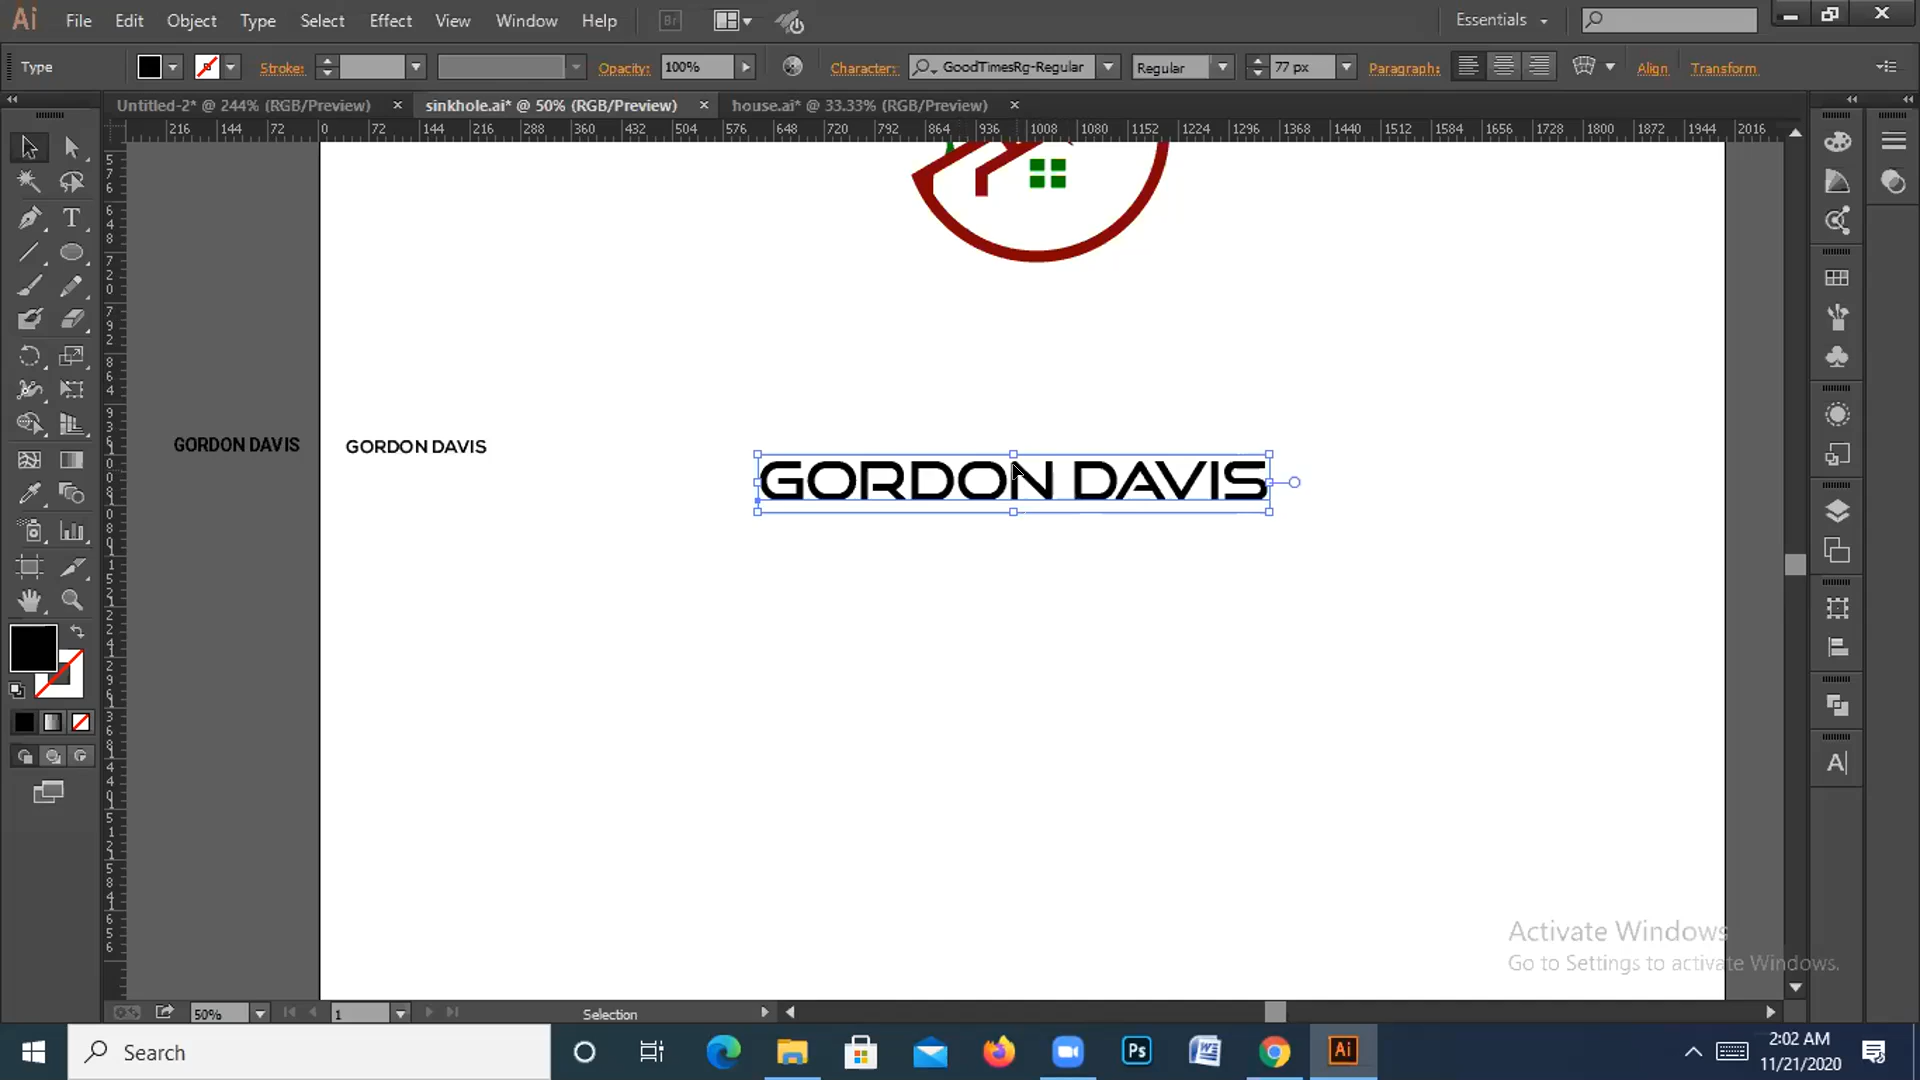 Ai File Edit Object Type Select Effect View Window Help Br Essentials
Type Stroke: Opacity: 100% Character: GoodTimesRg-Regular Regular 77 px Paragraph: Align Transform
Untitled-2* @ 244% (RGB/Preview) × sinkhole.ai* @ 50% (RGB/Preview) × house.ai* @ 33.33% (RGB/Preview) ×
216 144 72 0 72 144 216 288 360 432 504 576 648 720 792 864 936 1008 1080 1152 1224 1296 1368 1440 1512 1584 1656 1728 1800 1872 1944 2016
GORDON DAVIS
GORDON DAVIS
GORDON DAVIS
Activate Windows
Go to Settings to activate Windows.
50% 1 Selection
Search
Ps
Ai
2:02 AM
11/21/2020